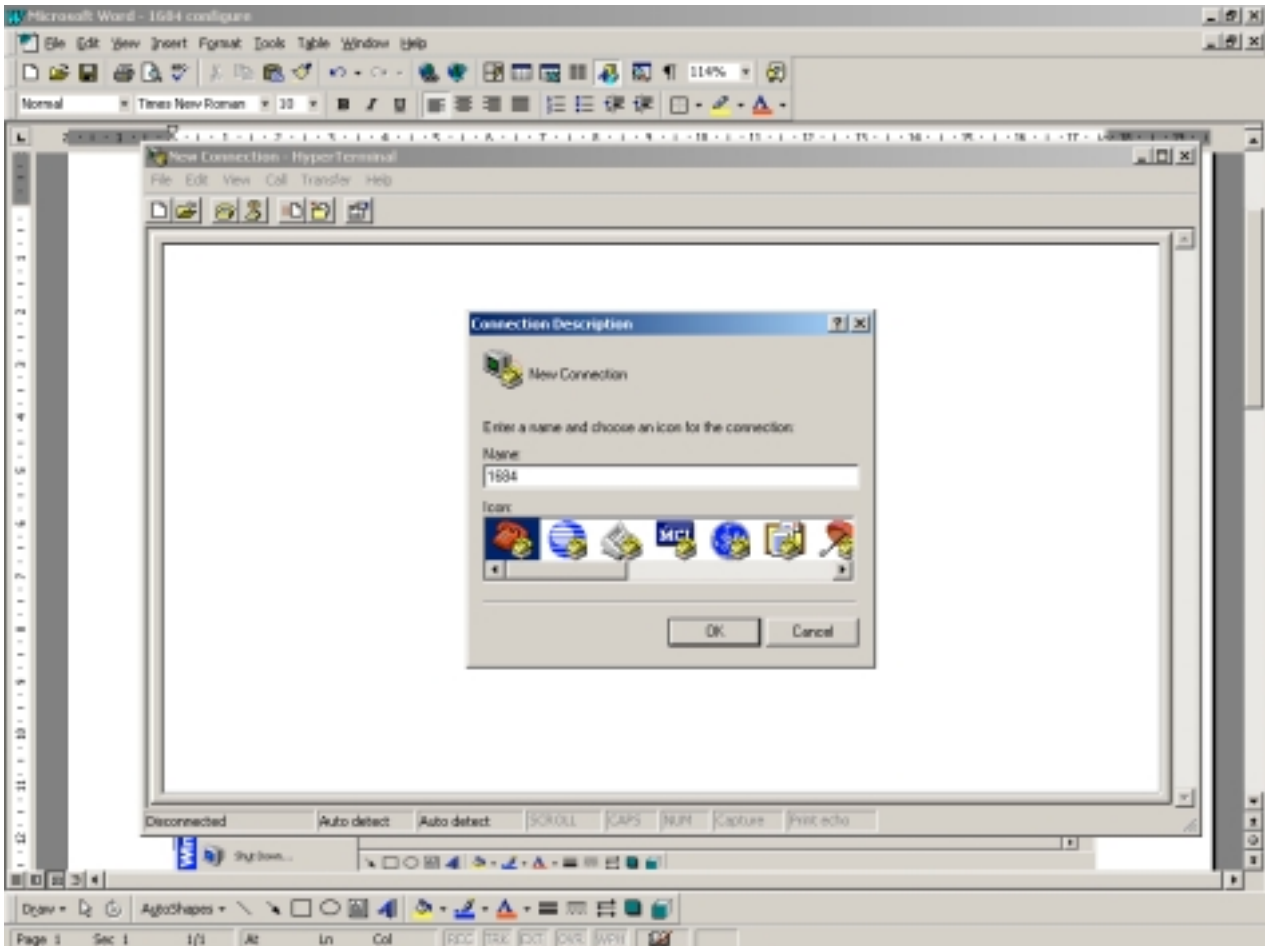 Microsoft Word - 1684 configure
File Edit View Insert Format Tools Table Window Help
114%
Normal Times New Roman 10 B I U
New Connection - HyperTerminal
File Edit View Call Transfer Help
Connection Description
New Connection
Enter a name and choose an icon for the connection:
Name:
1684
Icon:
MCI
OK Cancel
Disconnected Auto detect Auto detect SCROLL CAPS NUM Capture Print echo
Win
Shut Down...
Draw AutoShapes
Page 1 Sec 1 1/1 At Ln Col REC TRK EXT OVR WPH